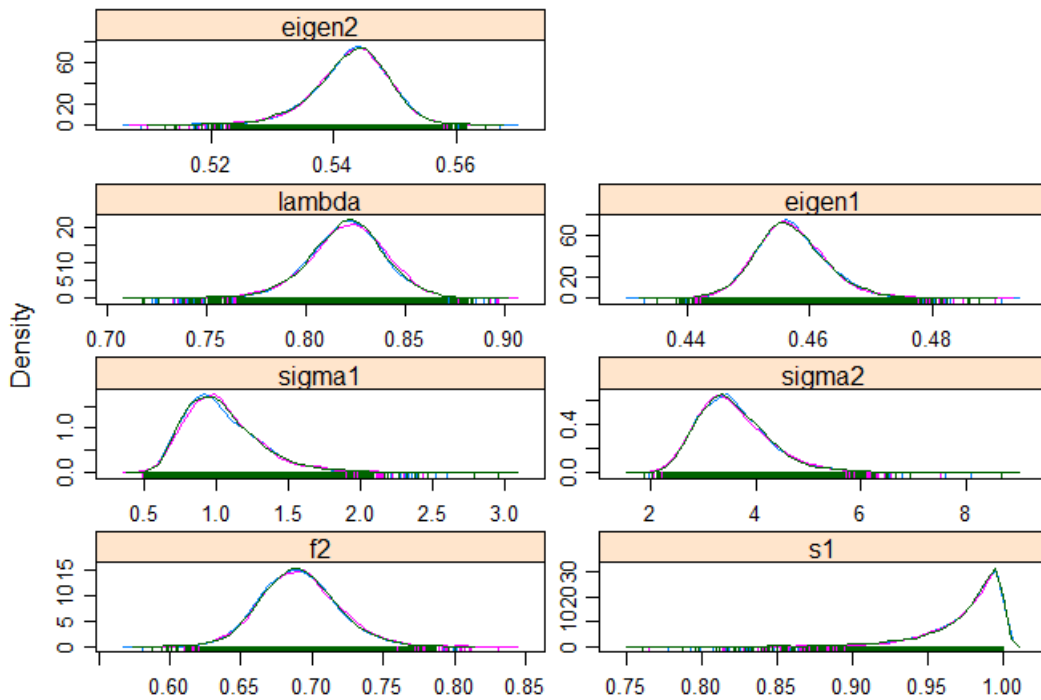 eigen2
0 20 60
0.52 0.54 0.56
lambda
0 5 10 20
0.70 0.75 0.80 0.85 0.90
eigen1
0 20 60
0.44 0.46 0.48
Density
sigma1
0.0 1.0
0.5 1.0 1.5 2.0 2.5 3.0
sigma2
0.0 0.4
2 4 6 8
f2
0 5 10 15
0.60 0.65 0.70 0.75 0.80 0.85
s1
0 10 20 30
0.75 0.80 0.85 0.90 0.95 1.00